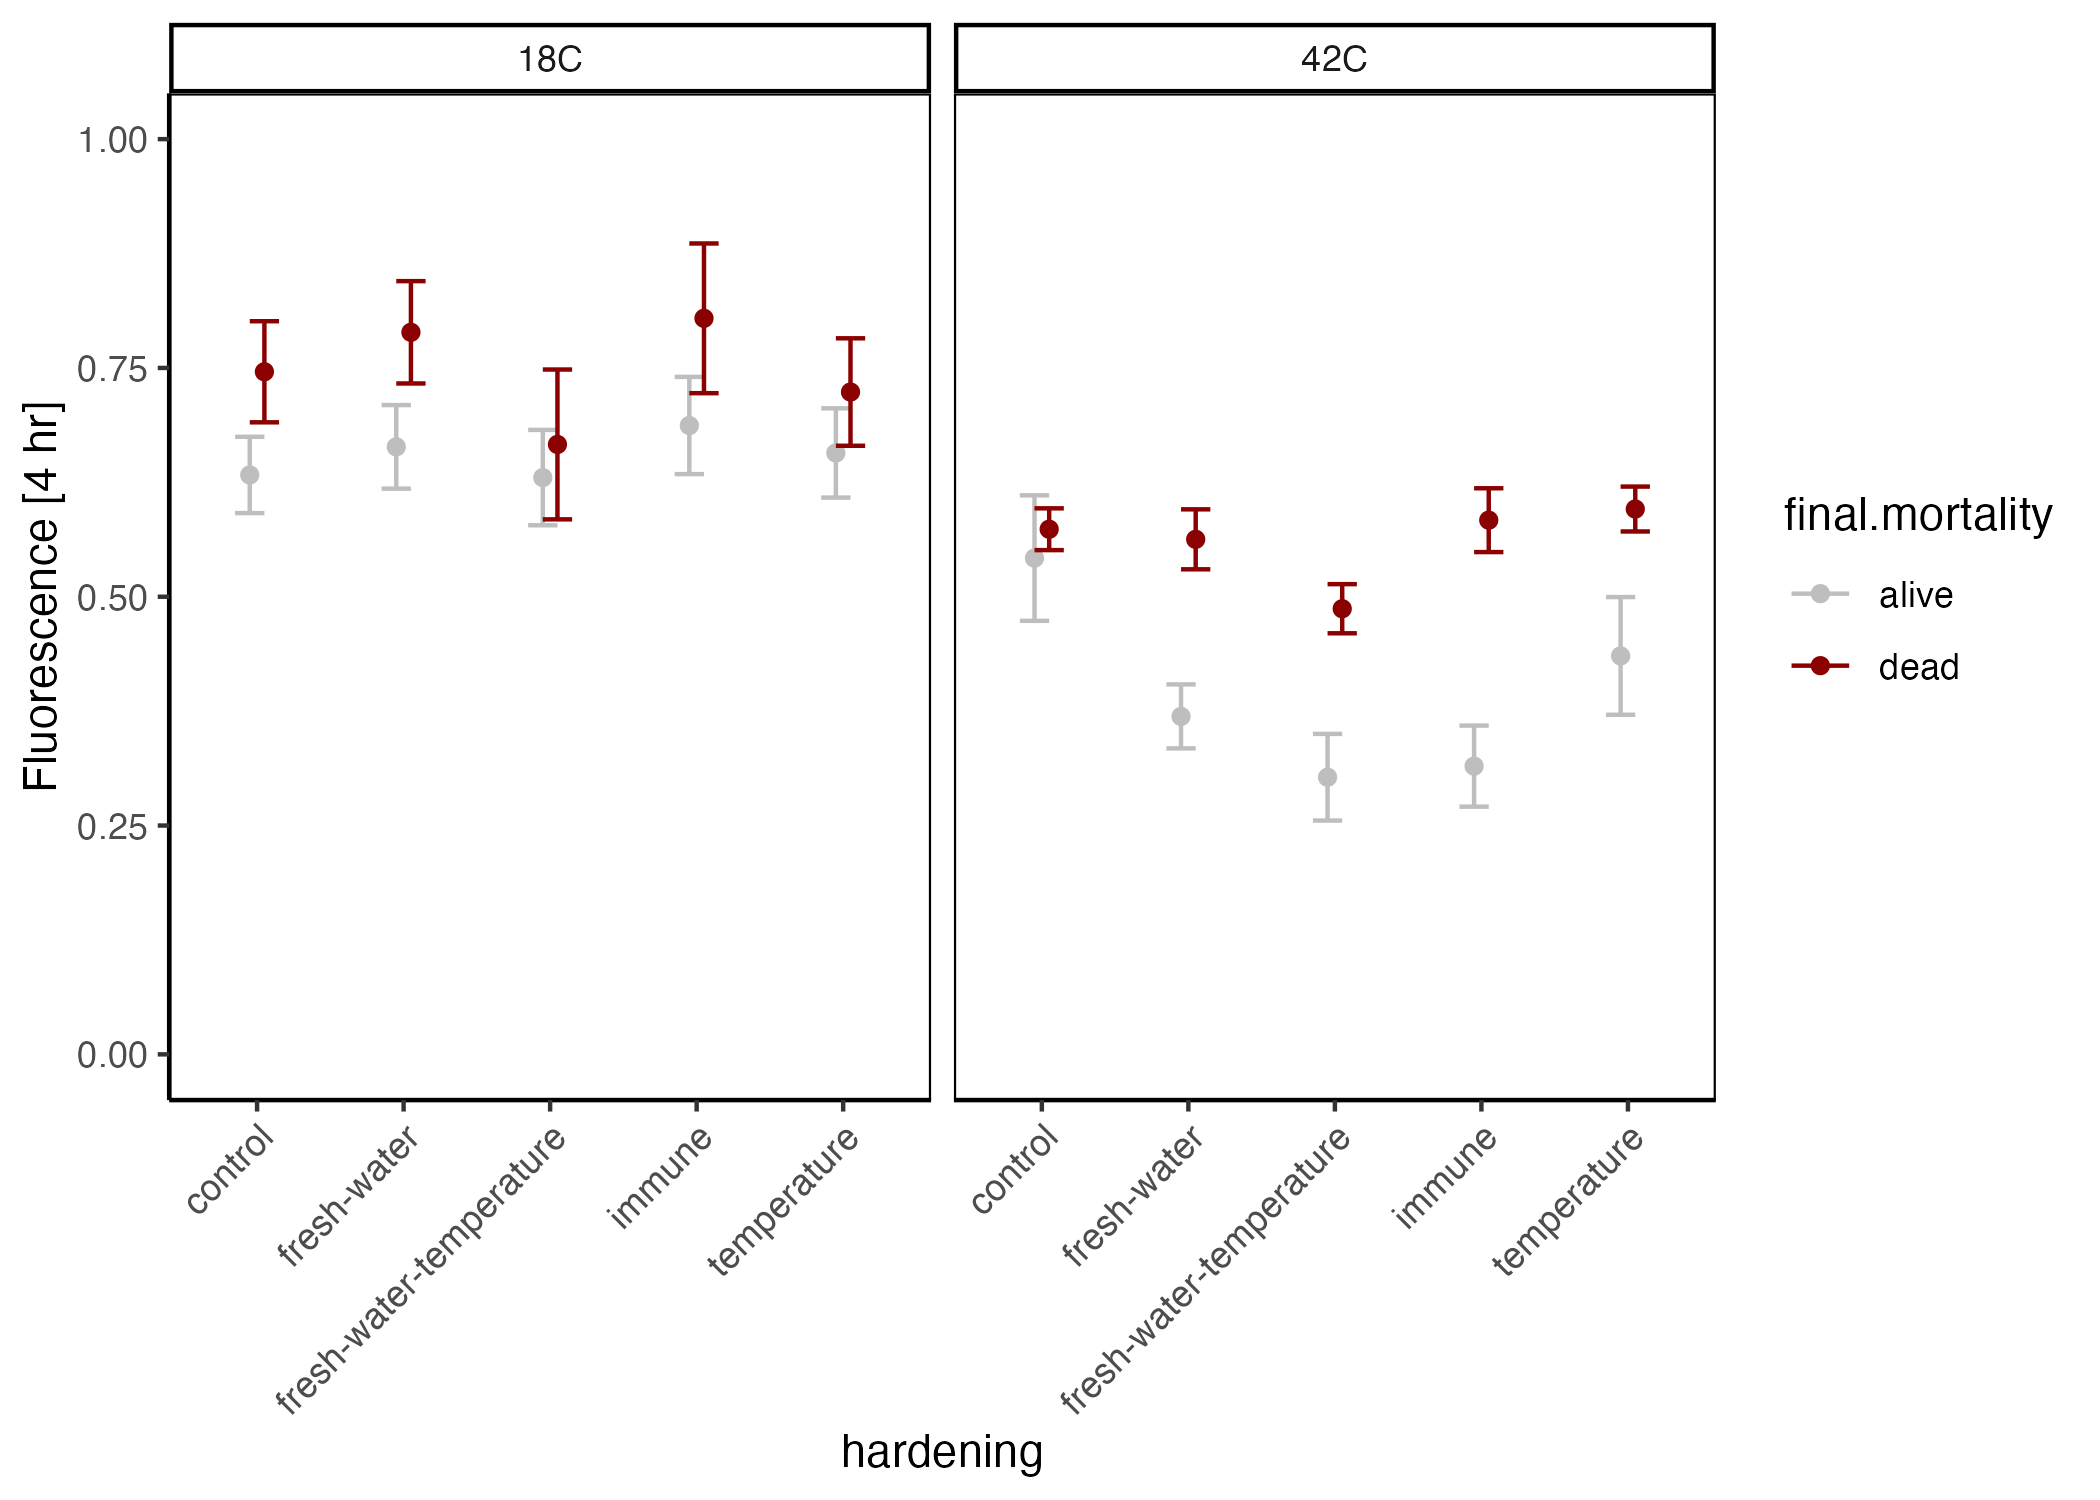 18C
42C
Fluorescence [4 hr]
1.00
0.75
0.50
0.25
0.00
control
fresh-water
fresh-water-temperature
immune
temperature
control
fresh-water
fresh-water-temperature
immune
temperature
hardening
final.mortality
alive
dead